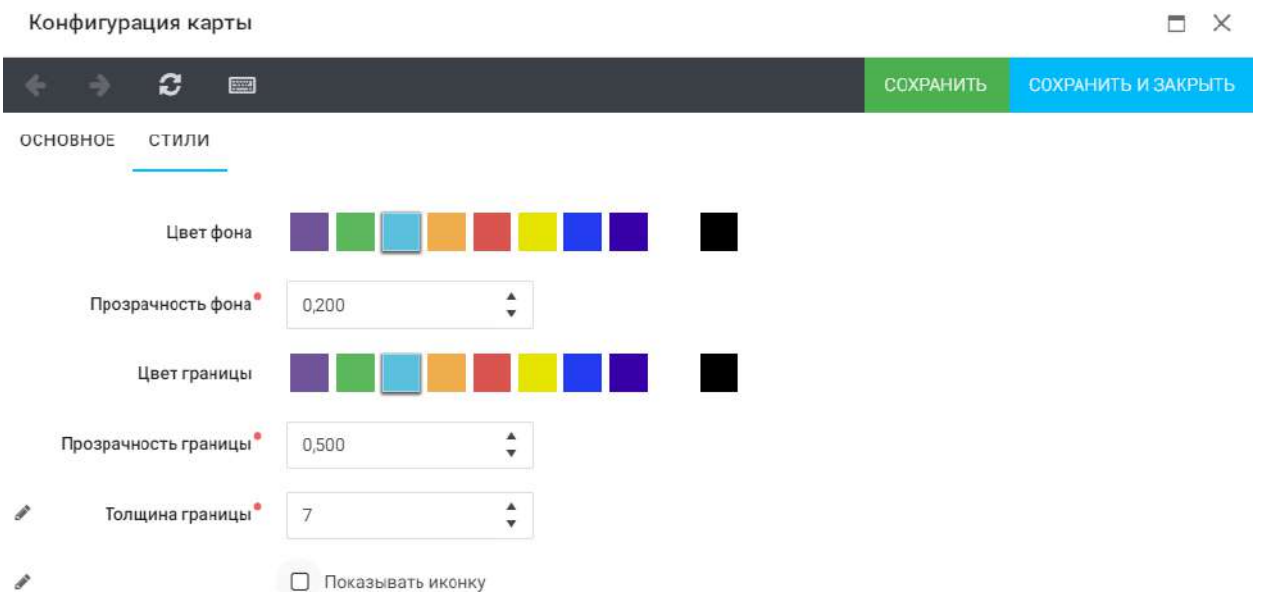 Конфигурация карты
СОХРАНИТЬ СОХРАНИТЬ И ЗАКРЫТЬ
ОСНОВНОЕ СТИЛИ
Цвет фона
Прозрачность фона 0,200
Цвет границы
Прозрачность границы 0,500
Толщина границы 7
Показывать иконку